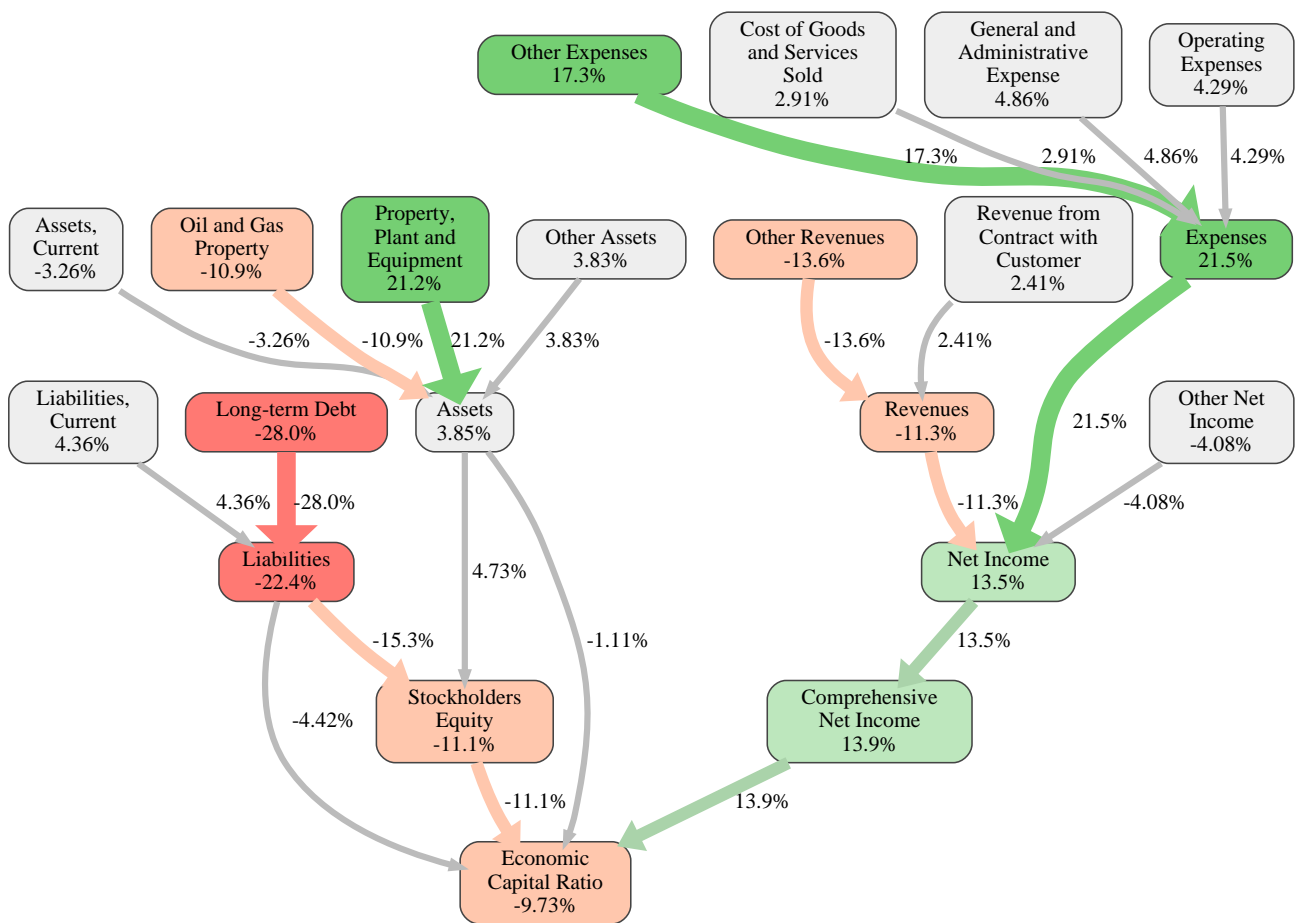 Other Expenses
17.3%
Cost of Goods
and Services
Sold
2.91%
General and
Administrative
Expense
4.86%
Operating
Expenses
4.29%
17.3%
2.91%
4.86%
4.29%
Assets,
Current
-3.26%
Oil and Gas
Property
-10.9%
Property,
Plant and
Equipment
21.2%
Other Assets
3.83%
Other Revenues
-13.6%
Revenue from
Contract with
Customer
2.41%
Expenses
21.5%
-3.26%
-10.9%
21.2%
3.83%
-13.6%
2.41%
Liabilities,
Current
4.36%
Long-term Debt
-28.0%
Assets
3.85%
Revenues
-11.3%
21.5%
Other Net
Income
-4.08%
4.36%
-28.0%
-11.3%
-4.08%
Liabilities
-22.4%
4.73%
Net Income
13.5%
-15.3%
-1.11%
13.5%
-4.42%
Stockholders
Equity
-11.1%
Comprehensive
Net Income
13.9%
-11.1%
13.9%
Economic
Capital Ratio
-9.73%